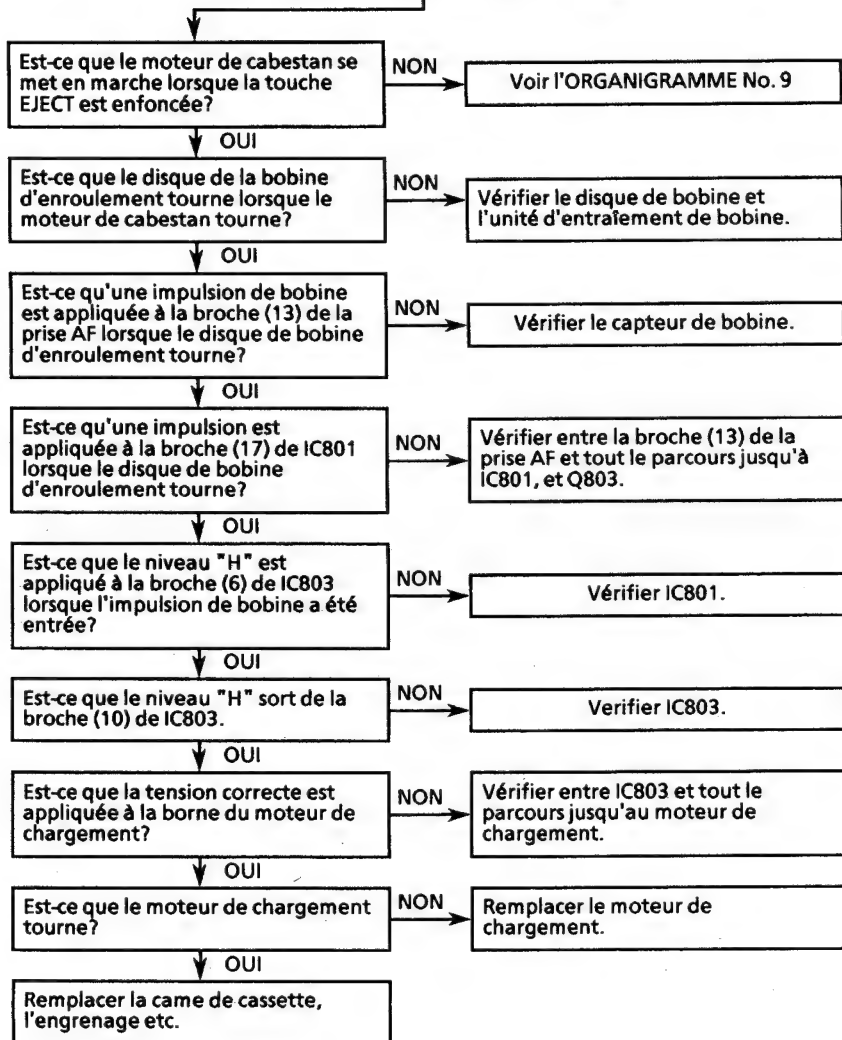 Est-ce que le moteur de cabestan se
met en marche lorsque la touche
EJECT est enfoncée?
NON
Voir l'ORGANIGRAMME No. 9
OUI
Est-ce que le disque de la bobine
d'enroulement tourne lorsque le
moteur de cabestan tourne?
NON
Vérifier le disque de bobine et
l'unité d'entraîement de bobine.
OUI
Est-ce qu'une impulsion de bobine
est appliquée à la broche (13) de la
prise AF lorsque le disque de bobine
d'enroulement tourne?
NON
Vérifier le capteur de bobine.
OUI
Est-ce qu'une impulsion est
appliquée à la broche (17) de IC801
lorsque le disque de bobine
d'enroulement tourne?
NON
Vérifier entre la broche (13) de la
prise AF et tout le parcours jusqu'à
IC801, et Q803.
OUI
Est-ce que le niveau "H" est
appliqué à la broche (6) de IC803
lorsque l'impulsion de bobine a été
entrée?
NON
Vérifier IC801.
OUI
Est-ce que le niveau "H" sort de la
broche (10) de IC803.
NON
Verifier IC803.
OUI
Est-ce que la tension correcte est
appliquée à la borne du moteur de
chargement?
NON
Vérifier entre IC803 et tout le
parcours jusqu'au moteur de
chargement.
OUI
Est-ce que le moteur de chargement
tourne?
NON
Remplacer le moteur de
chargement.
OUI
Remplacer la came de cassette,
l'engrenage etc.